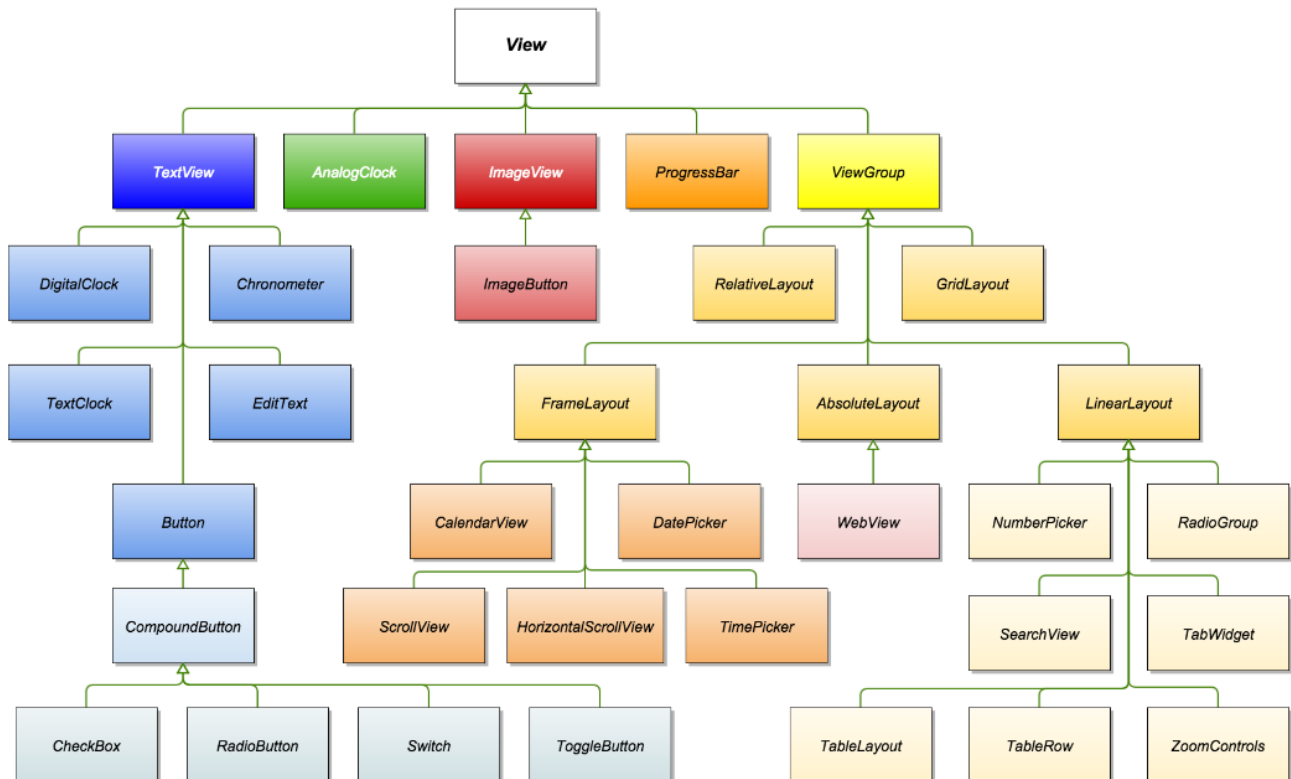 View
TextView
AnalogClock
ImageView
ProgressBar
ViewGroup
DigitalClock
Chronometer
ImageButton
RelativeLayout
GridLayout
TextClock
EditText
FrameLayout
AbsoluteLayout
LinearLayout
Button
CalendarView
DatePicker
WebView
NumberPicker
RadioGroup
CompoundButton
ScrollView
HorizontalScrollView
TimePicker
SearchView
TabWidget
CheckBox
RadioButton
Switch
ToggleButton
TableLayout
TableRow
ZoomControls